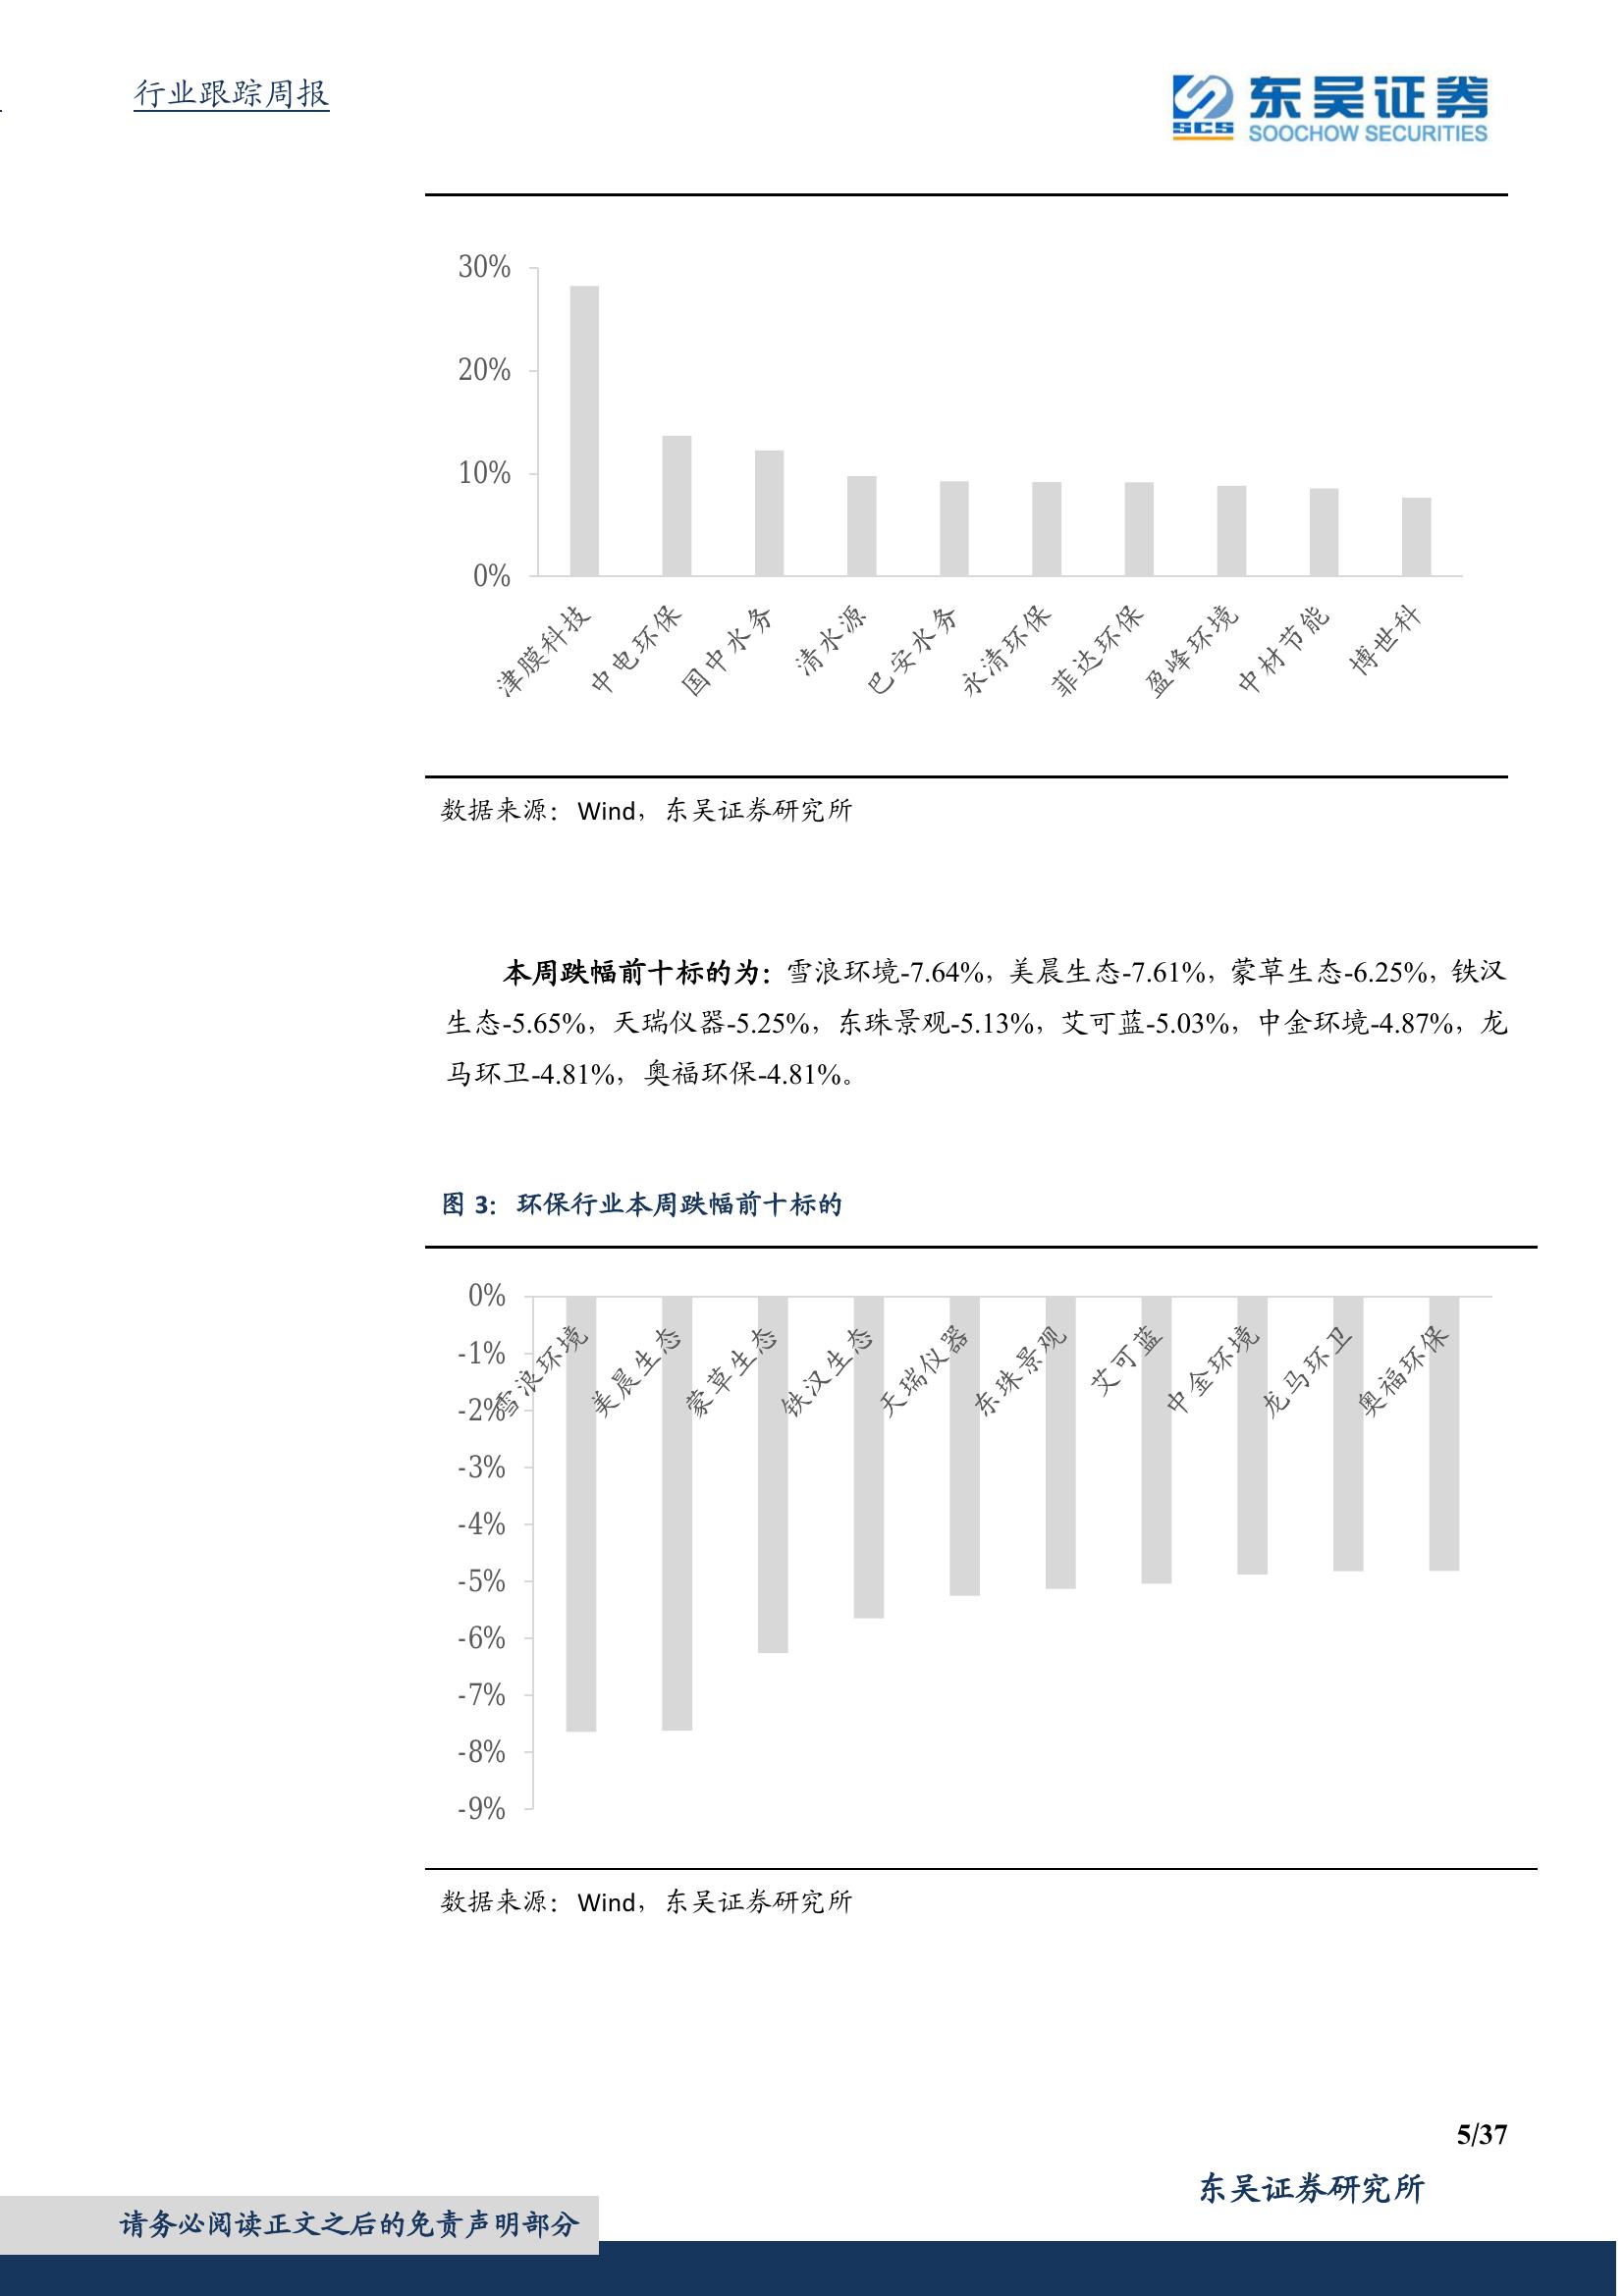 行业跟踪周报
东吴证券
SCS
SOOCHOW SECURITIES
30%
20%
10%
0%
津膜科技
中电环保
国中水务
清水源
巴安水务
永清环保
菲达环保
盈峰环境
中材节能
博世科
数据来源：Wind，东吴证券研究所
本周跌幅前十标的为：雪浪环境-7.64%，美晨生态-7.61%，蒙草生态-6.25%，铁汉
生态-5.65%，天瑞仪器-5.25%，东珠景观-5.13%，艾可蓝-5.03%，中金环境-4.87%，龙
马环卫-4.81%，奥福环保-4.81%。
图 3：环保行业本周跌幅前十标的
0%
-1%
-2%
-3%
-4%
-5%
-6%
-7%
-8%
-9%
雪浪环境
美晨生态
蒙草生态
铁汉生态
天瑞仪器
东珠景观
艾可蓝
中金环境
龙马环卫
奥福环保
数据来源：Wind，东吴证券研究所
5/37
东吴证券研究所
请务必阅读正文之后的免责声明部分